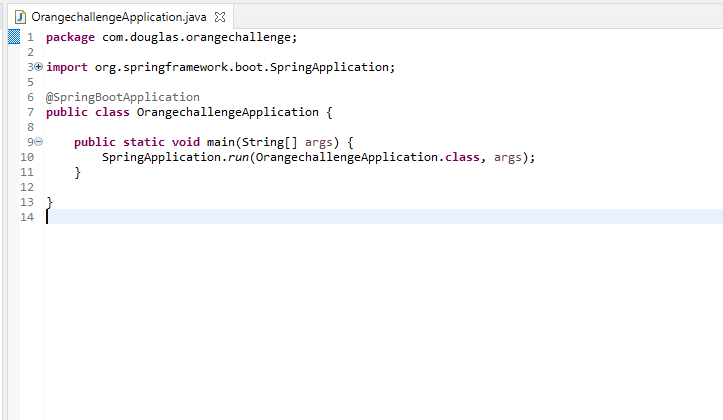 OrangechallengeApplication.java
1 package com.douglas.orangechallenge;
2
3 import org.springframework.boot.SpringApplication;
5
6 @SpringBootApplication
7 public class OrangechallengeApplication {
8
9 public static void main(String[] args) {
10 SpringApplication.run(OrangechallengeApplication.class, args);
11 }
12
13 }
14